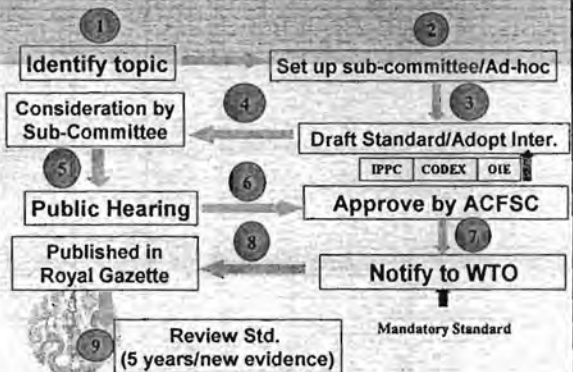 1
2
Identify topic
Set up sub-committee/Ad-hoc
4
3
Consideration by
Sub-Committee
Draft Standard/Adopt Inter.
IPPC CODEX OIE
5
6
Public Hearing
Approve by ACFSC
8
7
Published in
Royal Gazette
Notify to WTO
Mandatory Standard
9
Review Std.
(5 years/new evidence)